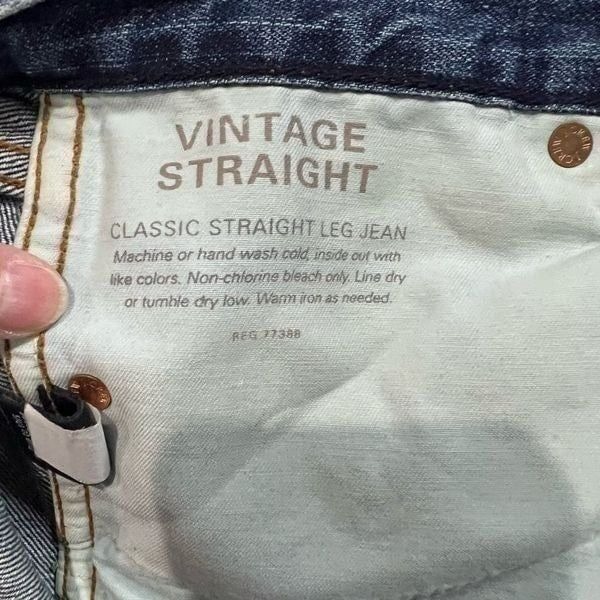 VINTAGE
STRAIGHT
CLASSIC STRAIGHT LEG JEAN
Machine or hand wash cold, inside out with
like colors. Non-chlorine bleach only. Line dry
or tumble dry low. Warm iron as needed.
REG 77388